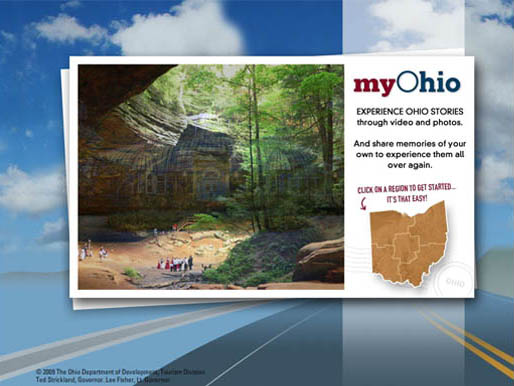 myOhio
EXPERIENCE OHIO STORIES
through video and photos.
And share memories of your
own to experience them all
over again.
CLICK ON A REGION TO GET STARTED...
IT'S THAT EASY!
OHIO
© 2009 The Ohio Department of Development, Tourism Division
Ted Strickland, Governor. Lee Fisher, Lt. Governor